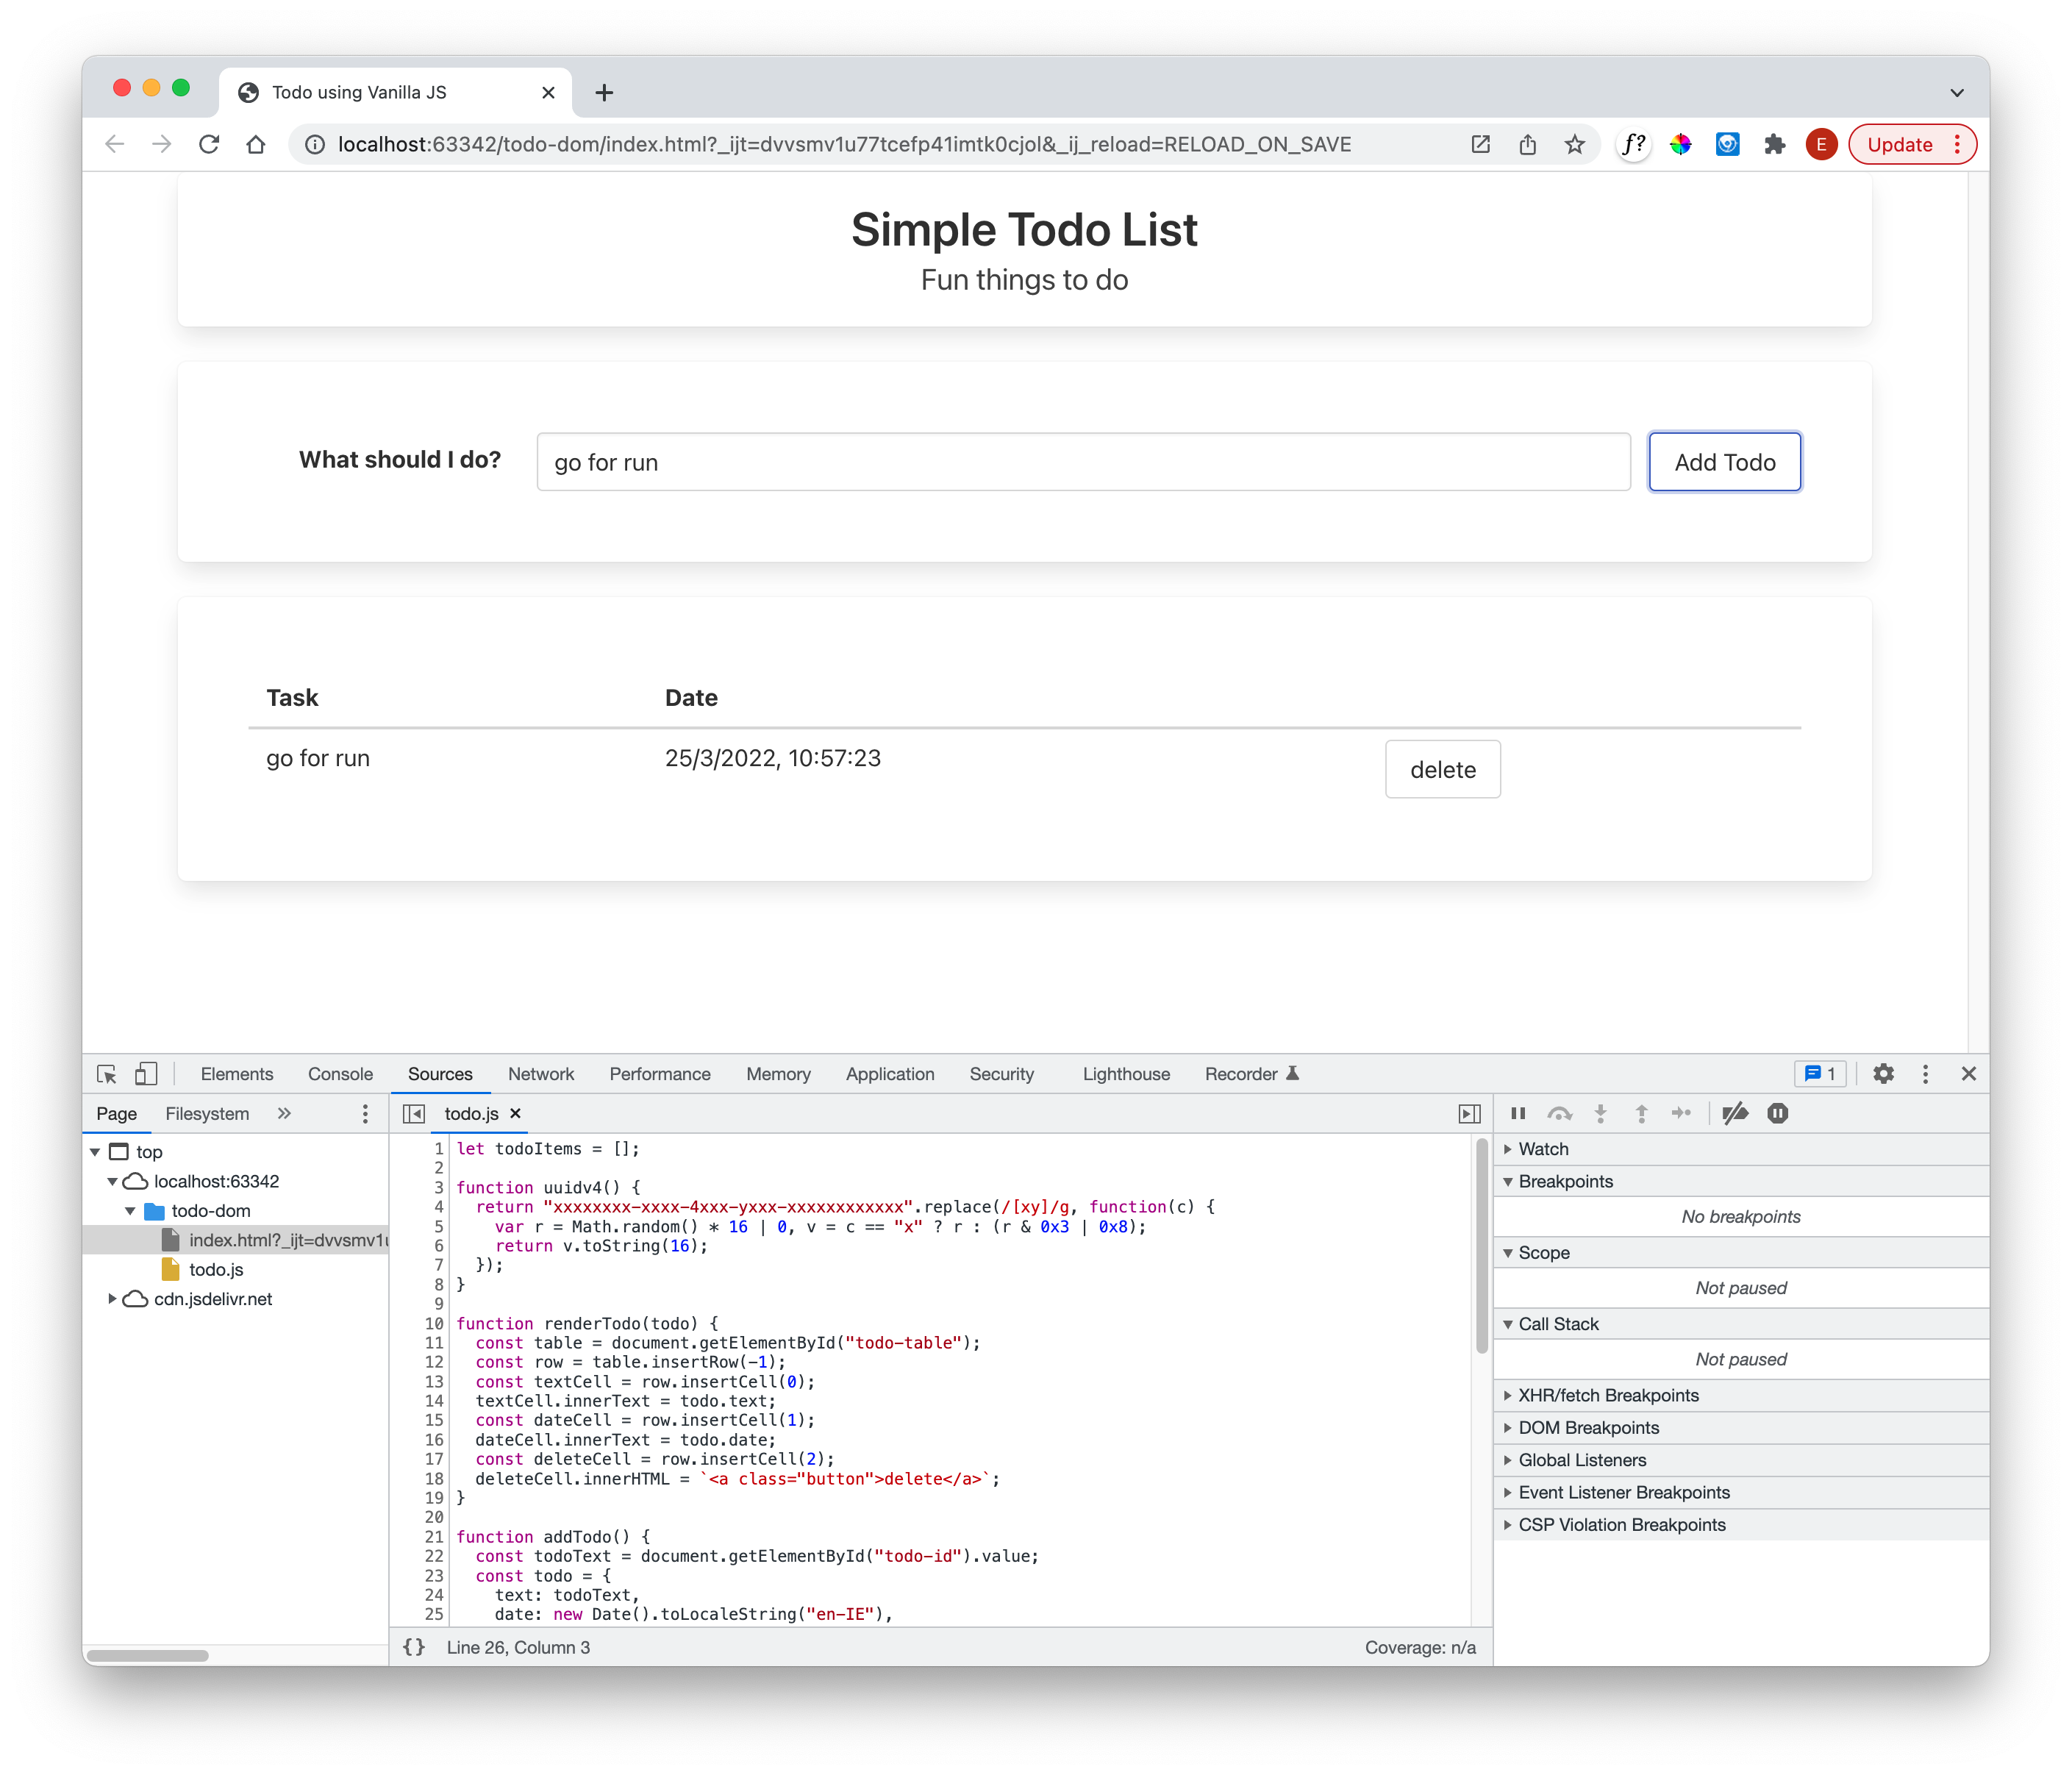 Todo using Vanilla JS
localhost:63342/todo-dom/index.html?_ijt=dvvsmv1u77tcefp41imtk0cjol&_ij_reload=RELOAD_ON_SAVE
f?
E
Update
Simple Todo List
Fun things to do
What should I do?
go for run
Add Todo
Task Date
go for run 25/3/2022, 10:57:23 delete
Elements Console Sources Network Performance Memory Application Security Lighthouse Recorder 1
Page Filesystem
todo.js
top
localhost:63342
todo-dom
index.html?_ijt=dvvsmv1u
todo.js
cdn.jsdelivr.net
1 let todoItems = [];
2
3 function uuidv4() {
4   return "xxxxxxxx-xxxx-4xxx-yxxx-xxxxxxxxxxxx".replace(/[xy]/g, function(c) {
5     var r = Math.random() * 16 | 0, v = c == "x" ? r : (r & 0x3 | 0x8);
6     return v.toString(16);
7   });
8 }
9
10 function renderTodo(todo) {
11   const table = document.getElementById("todo-table");
12   const row = table.insertRow(-1);
13   const textCell = row.insertCell(0);
14   textCell.innerText = todo.text;
15   const dateCell = row.insertCell(1);
16   dateCell.innerText = todo.date;
17   const deleteCell = row.insertCell(2);
18   deleteCell.innerHTML = `<a class="button">delete</a>`;
19 }
20
21 function addTodo() {
22   const todoText = document.getElementById("todo-id").value;
23   const todo = {
24     text: todoText,
25     date: new Date().toLocaleString("en-IE"),
{} Line 26, Column 3 Coverage: n/a
Watch
Breakpoints
No breakpoints
Scope
Not paused
Call Stack
Not paused
XHR/fetch Breakpoints
DOM Breakpoints
Global Listeners
Event Listener Breakpoints
CSP Violation Breakpoints